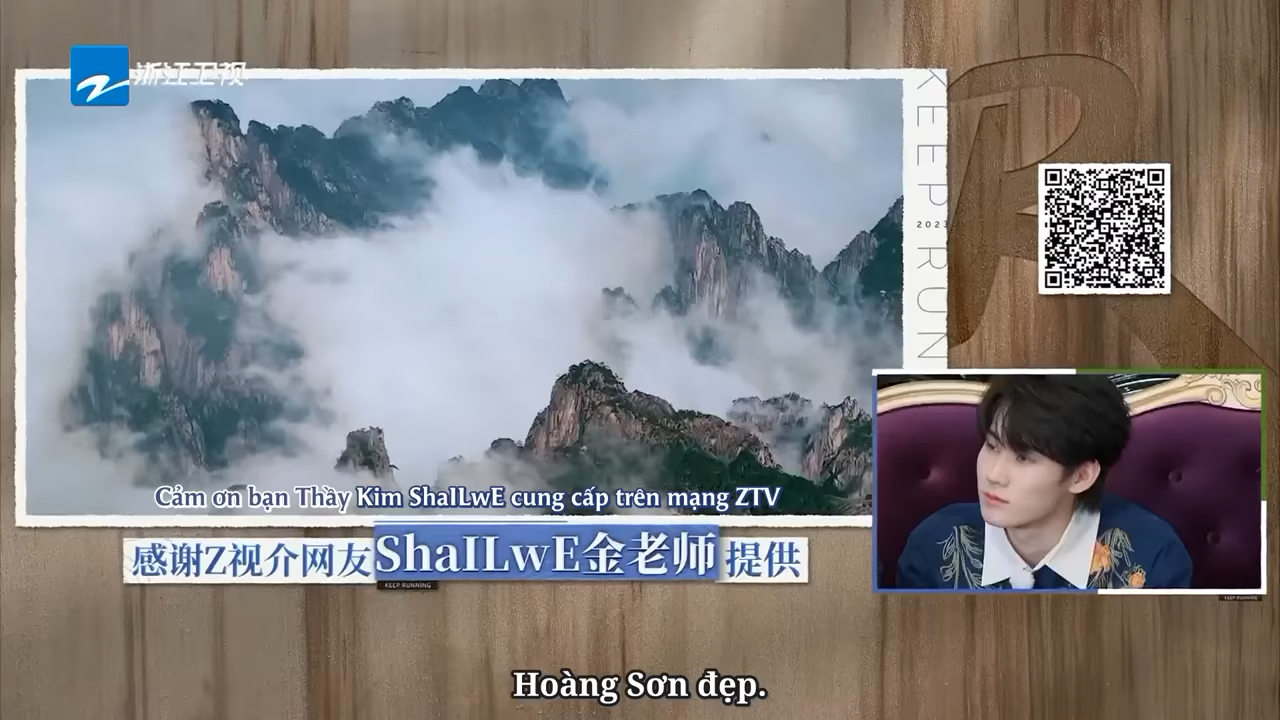 浙江卫视
KEEP RUN
2023
Cảm ơn bạn Thầy Kim ShaILwE cung cấp trên mạng ZTV
感谢Z视介网友ShaILwE金老师提供
KEEP RUNNING
KEEP RUNNING
Hoàng Sơn đẹp.